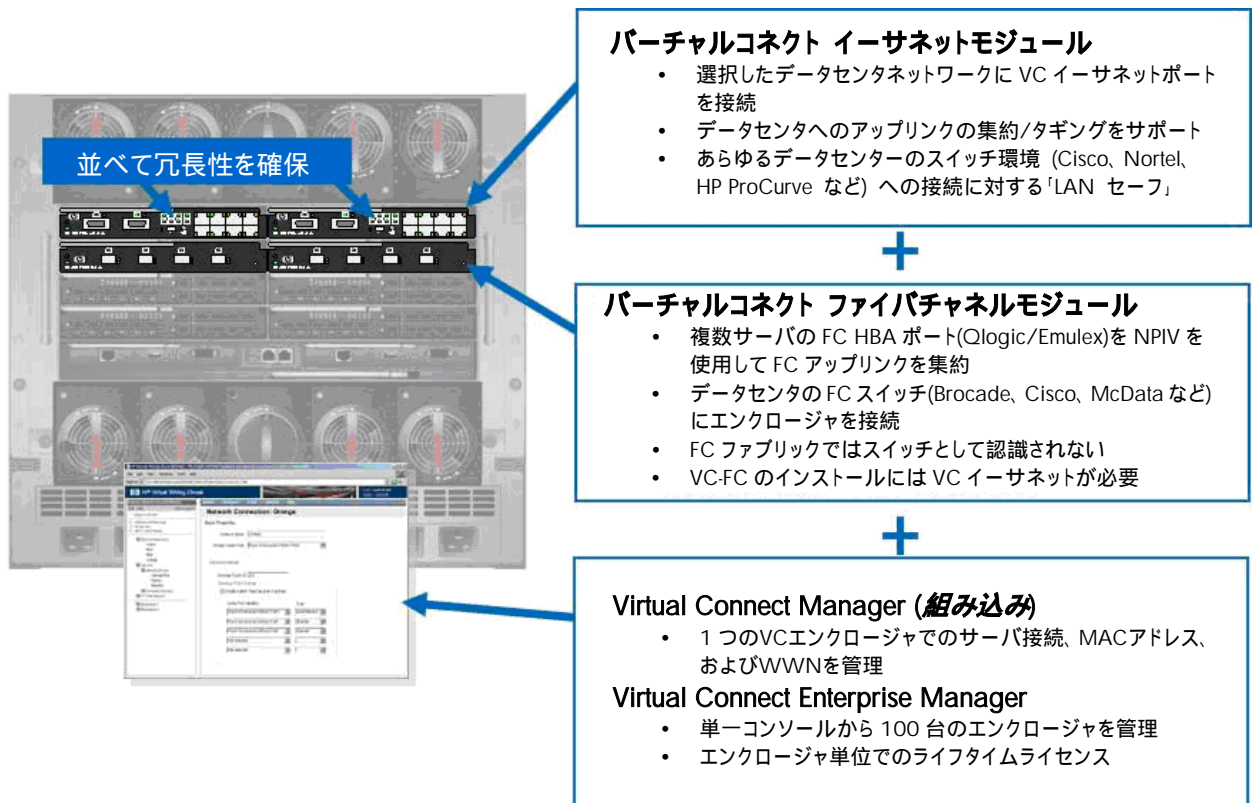 バーチャルコネクト イーサネットモジュール
• 選択したデータセンタネットワークに VC イーサネットポート
を接続
• データセンタへのアップリンクの集約/タギングをサポート
• あらゆるデータセンターのスイッチ環境 (Cisco、Nortel、
HP ProCurve など) への接続に対する「LAN セーフ」
並べて冗長性を確保
+
バーチャルコネクト ファイバチャネルモジュール
• 複数サーバの FC HBA ポート(Qlogic/Emulex)を NPIV を
使用して FC アップリンクを集約
• データセンタの FC スイッチ(Brocade、Cisco、McData など)
にエンクロージャを接続
• FC ファブリックではスイッチとして認識されない
• VC-FC のインストールには VC イーサネットが必要
+
Network Connection: Orange
Virtual Connect Manager (組み込み)
• 1 つのVCエンクロージャでのサーバ接続、MACアドレス、
およびWWNを管理
Virtual Connect Enterprise Manager
• 単一コンソールから 100 台のエンクロージャを管理
• エンクロージャ単位でのライフタイムライセンス